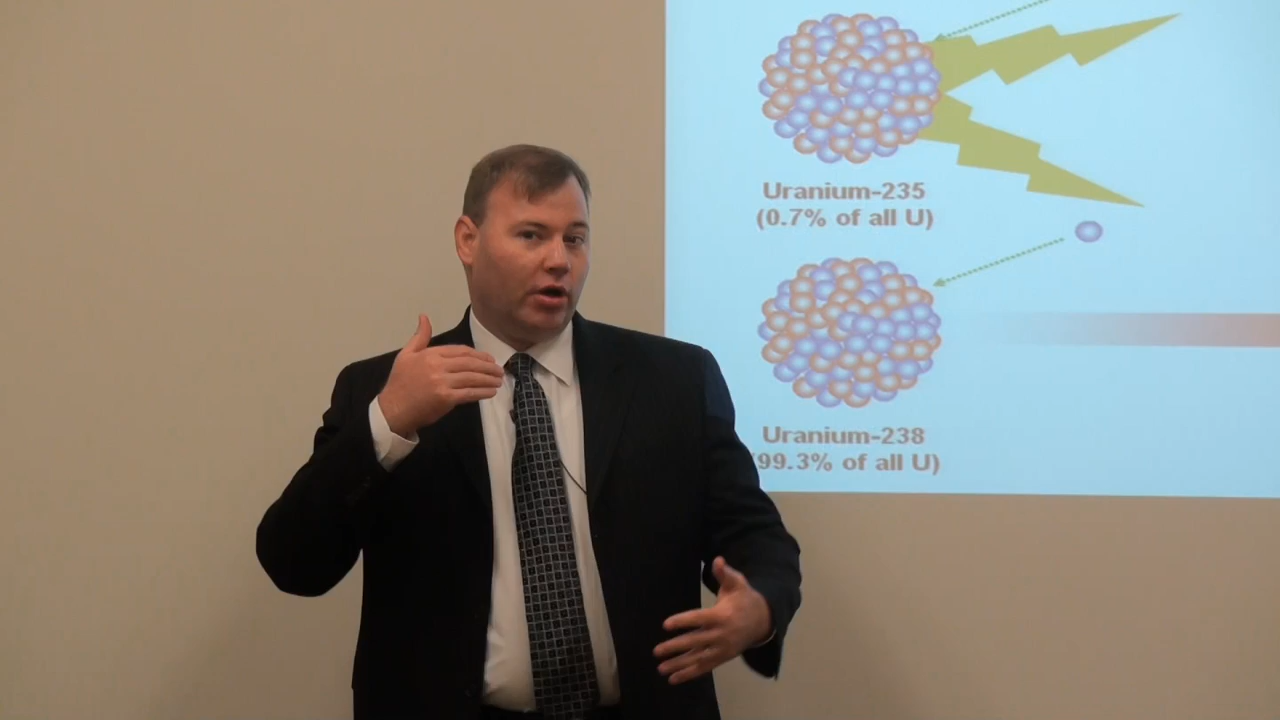 Uranium-235
(0.7% of all U)
Uranium-238
(99.3% of all U)